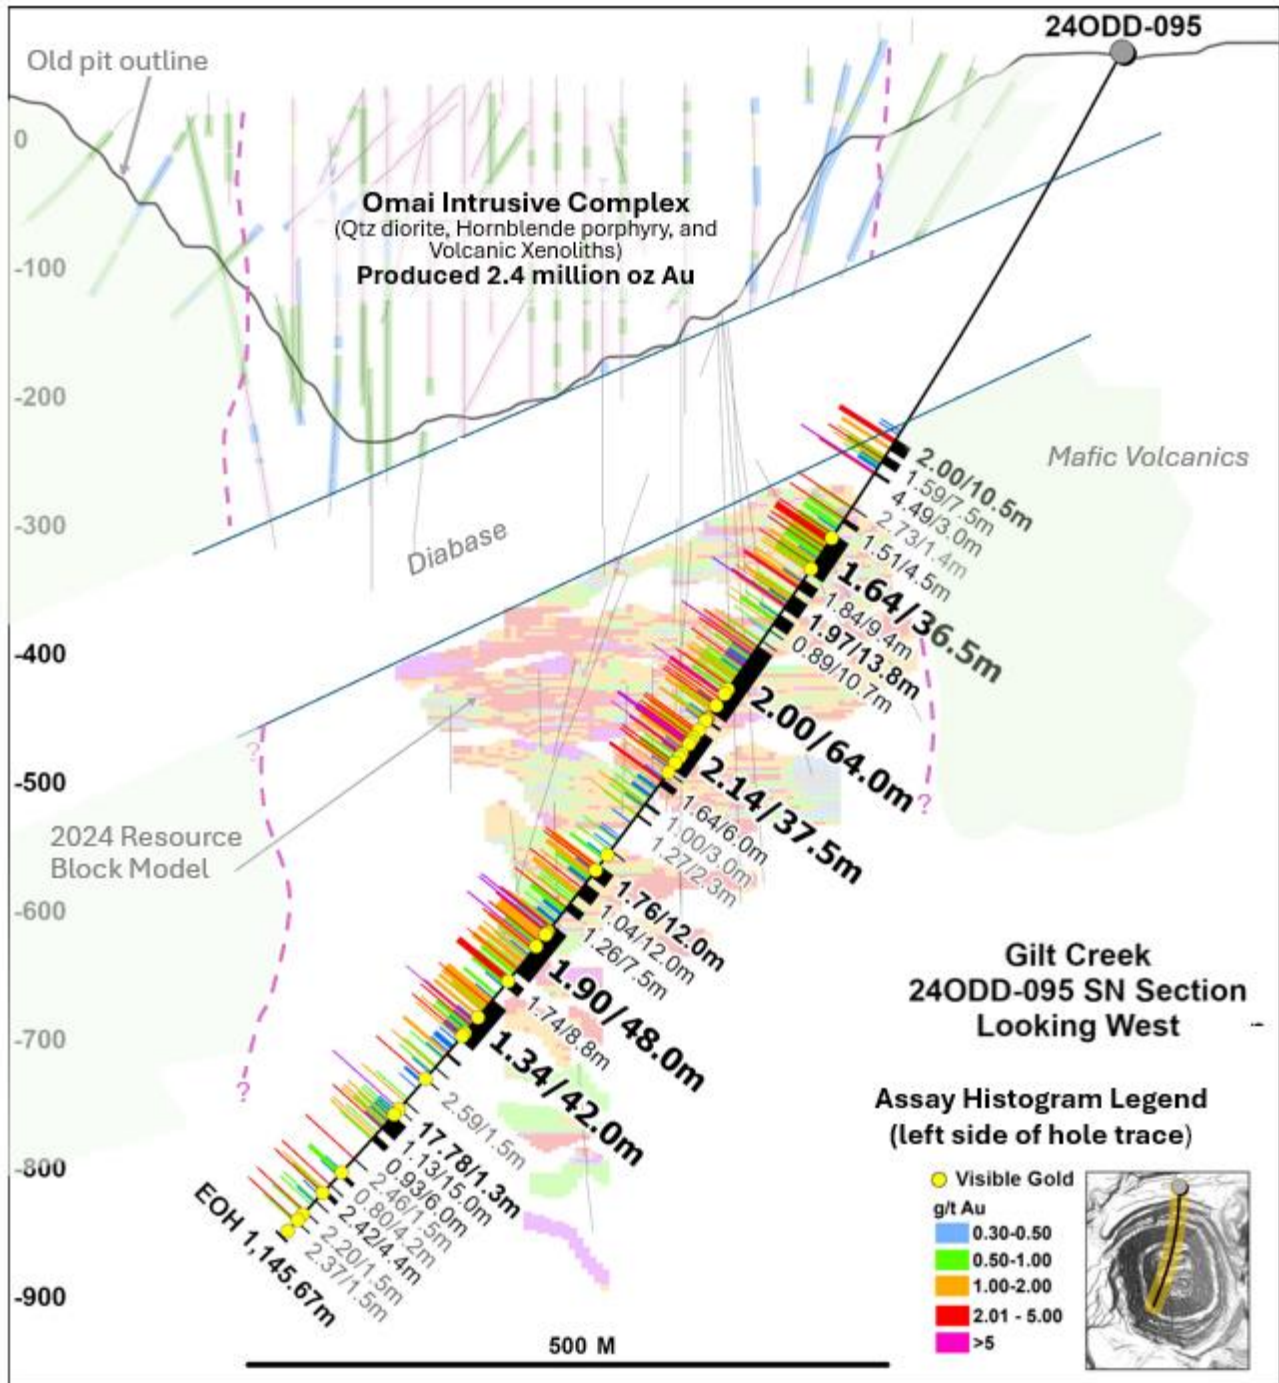 24ODD-095
Old pit outline
0
-100
-200
-300
-400
-500
-600
-700
-800
-900
Omai Intrusive Complex
(Qtz diorite, Hornblende porphyry, and
Volcanic Xenoliths)
Produced 2.4 million oz Au
Mafic Volcanics
Diabase
2.00/10.5m
1.59/7.5m
4.49/3.0m
2.73/1.4m
1.51/4.5m
1.64/36.5m
1.84/9.4m
1.97/13.8m
0.89/10.7m
2.00/64.0m
2.14/37.5m
1.64/6.0m
1.00/3.0m
1.27/2.3m
1.76/12.0m
1.04/12.0m
1.26/7.5m
1.90/48.0m
1.74/8.8m
1.34/42.0m
2.59/1.5m
17.78/1.3m
1.13/15.0m
0.93/6.0m
2.46/1.5m
0.80/4.2m
2.42/4.4m
2.20/1.5m
2.37/1.5m
EOH 1,145.67m
?
?
?
2024 Resource
Block Model
Gilt Creek
24ODD-095 SN Section
Looking West
Assay Histogram Legend
(left side of hole trace)
Visible Gold
g/t Au
0.30-0.50
0.50-1.00
1.00-2.00
2.01 - 5.00
>5
500 M